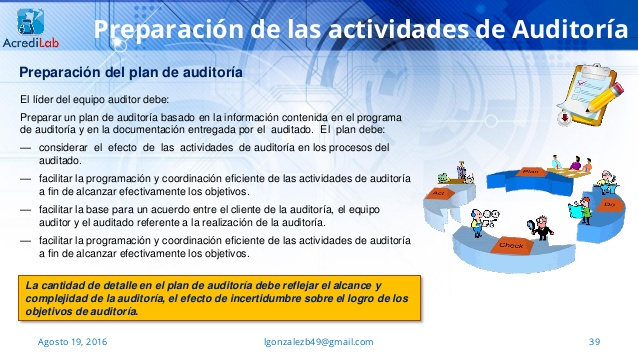 Preparación de las actividades de Auditoría
AcrediLab
Preparación del plan de auditoría
El líder del equipo auditor debe:
Preparar un plan de auditoría basado en la información contenida en el programa
de auditoría y en la documentación entregada por el auditado. El plan debe:
— considerar el efecto de las actividades de auditoría en los procesos del
auditado.
— facilitar la programación y coordinación eficiente de las actividades de auditoría
a fin de alcanzar efectivamente los objetivos.
— facilitar la base para un acuerdo entre el cliente de la auditoría, el equipo
auditor y el auditado referente a la realización de la auditoría.
— facilitar la programación y coordinación eficiente de las actividades de auditoría
a fin de alcanzar efectivamente los objetivos.
Plan
Act
Do
Check
La cantidad de detalle en el plan de auditoría debe reflejar el alcance y
complejidad de la auditoría, el efecto de incertidumbre sobre el logro de los
objetivos de auditoría.
Agosto 19, 2016
lgonzalezb49@gmail.com
39